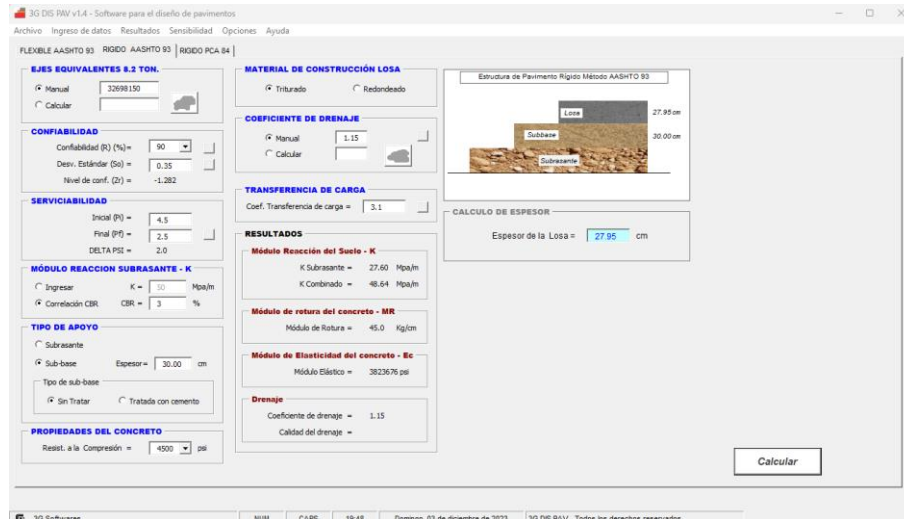 3G DIS PAV v1.4 - Software para el diseño de pavimentos
Archivo Ingreso de datos Resultados Sensibilidad Opciones Ayuda
FLEXIBLE AASHTO 93 RIGIDO AASHTO 93 RIGIDO PCA 84
EJES EQUIVALENTES 8.2 TON.
Manual 32698150
Calcular
CONFIABILIDAD
Confiabilidad (R) (%)= 90
Desv. Estándar (So) = 0.35
Nivel de conf. (Zr) = -1.282
SERVICIABILIDAD
Inicial (Pi) = 4.5
Final (Pf) = 2.5
DELTA PSI = 2.0
MÓDULO REACCION SUBRASANTE - K
Ingresar K = 50 Mpa/m
Correlación CBR CBR = 3 %
TIPO DE APOYO
Subrasante
Sub-base Espesor= 30.00 cm
Tipo de sub-base
Sin Tratar Tratada con cemento
PROPIEDADES DEL CONCRETO
Resist. a la Compresión = 4500 psi
MATERIAL DE CONSTRUCCIÓN LOSA
Triturado Redondeado
COEFICIENTE DE DRENAJE
Manual 1.15
Calcular
TRANSFERENCIA DE CARGA
Coef. Transferencia de carga = 3.1
RESULTADOS
Módulo Reacción del Suelo - K
K Subrasante = 27.60 Mpa/m
K Combinado = 48.64 Mpa/m
Módulo de rotura del concreto - MR
Módulo de Rotura = 45.0 Kg/cm
Módulo de Elasticidad del concreto - Ec
Módulo Elástico = 3823676 psi
Drenaje
Coeficiente de drenaje = 1.15
Calidad del drenaje =
Estructura de Pavimento Rígido Método AASHTO 93
Losa 27.95 cm
Subbase 30.00 cm
Subrasante
CALCULO DE ESPESOR
Espesor de la Losa = 27.95 cm
Calcular
3G Softwares NUM CAPS 19:48 Domingo, 03 de diciembre de 2023 3G DIS PAV - Todos los derechos reservados